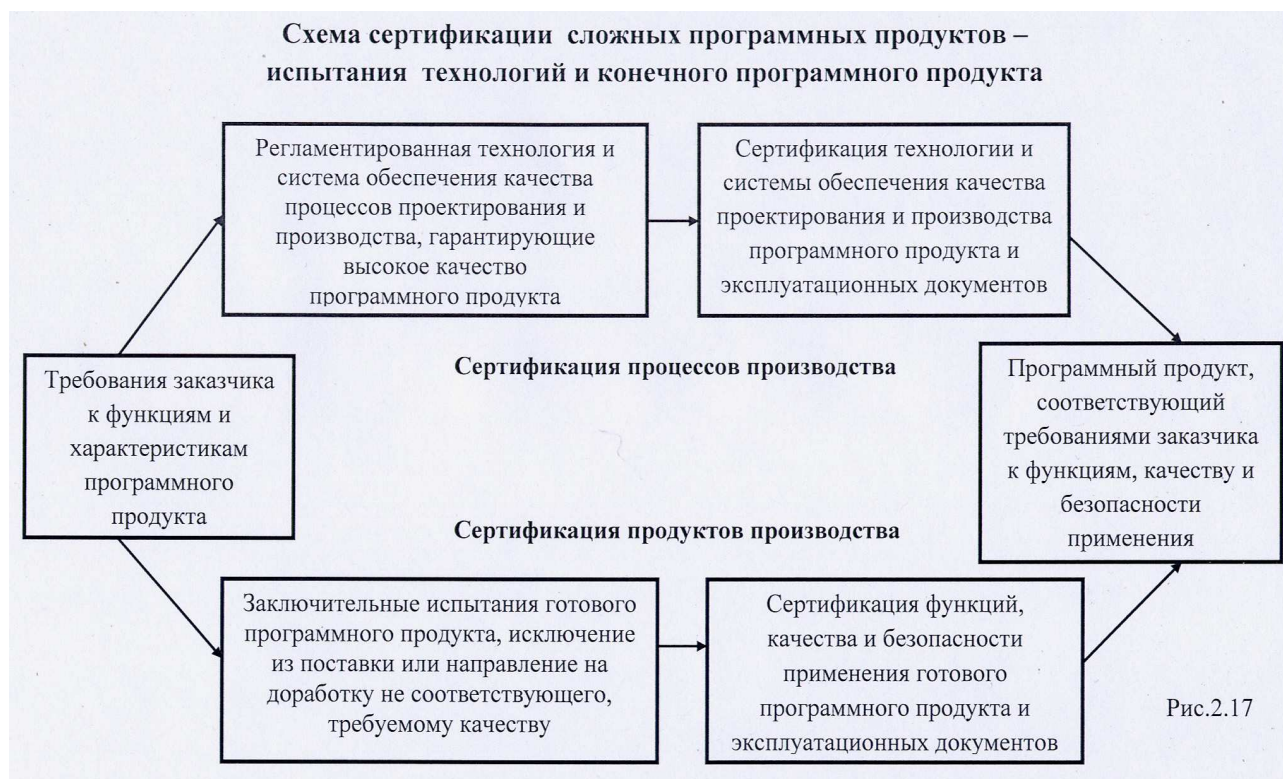 Схема сертификации сложных программных продуктов –
испытания технологий и конечного программного продукта
Регламентированная технология и
система обеспечения качества
процессов проектирования и
производства, гарантирующие
высокое качество
программного продукта
Сертификация технологии и
системы обеспечения качества
проектирования и производства
программного продукта и
эксплуатационных документов
Сертификация процессов производства
Требования заказчика
к функциям и
характеристикам
программного
продукта
Программный продукт,
соответствующий
требованиями заказчика
к функциям, качеству и
безопасности
применения
Сертификация продуктов производства
Заключительные испытания готового
программного продукта, исключение
из поставки или направление на
доработку не соответствующего,
требуемому качеству
Сертификация функций,
качества и безопасности
применения готового
программного продукта и
эксплуатационных документов
Рис.2.17